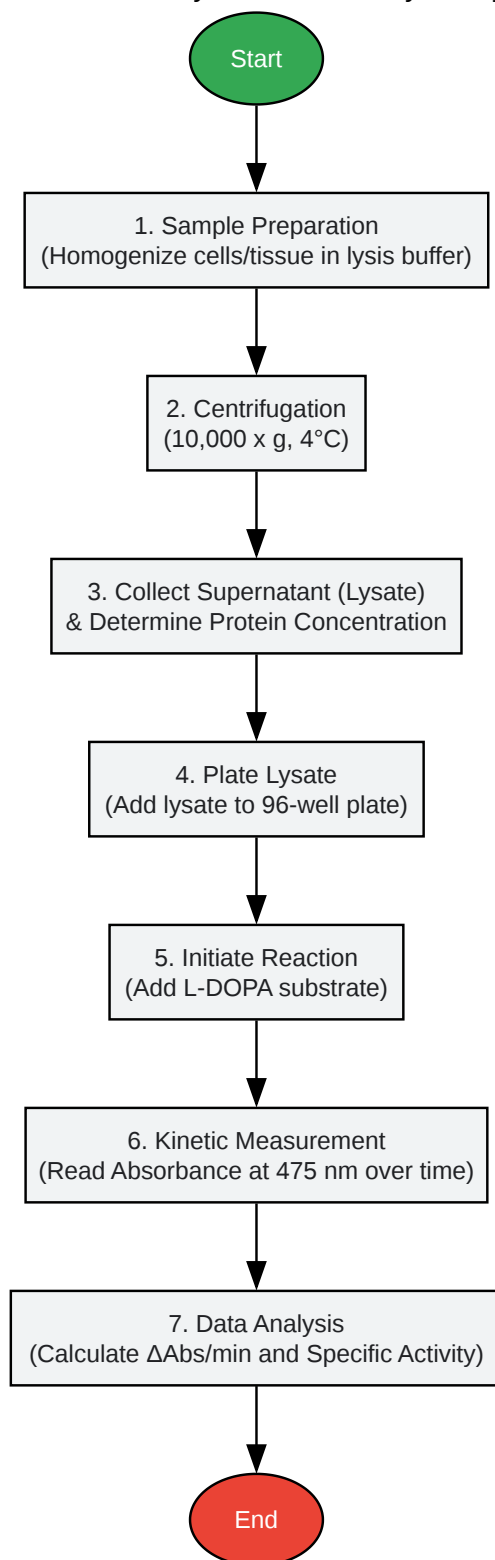 Start
1. Sample Preparation
(Homogenize cells/tissue in lysis buffer)
2. Centrifugation
(10,000 x g, 4°C)
3. Collect Supernatant (Lysate)
& Determine Protein Concentration
4. Plate Lysate
(Add lysate to 96-well plate)
5. Initiate Reaction
(Add L-DOPA substrate)
6. Kinetic Measurement
(Read Absorbance at 475 nm over time)
7. Data Analysis
(Calculate ΔAbs/min and Specific Activity)
End